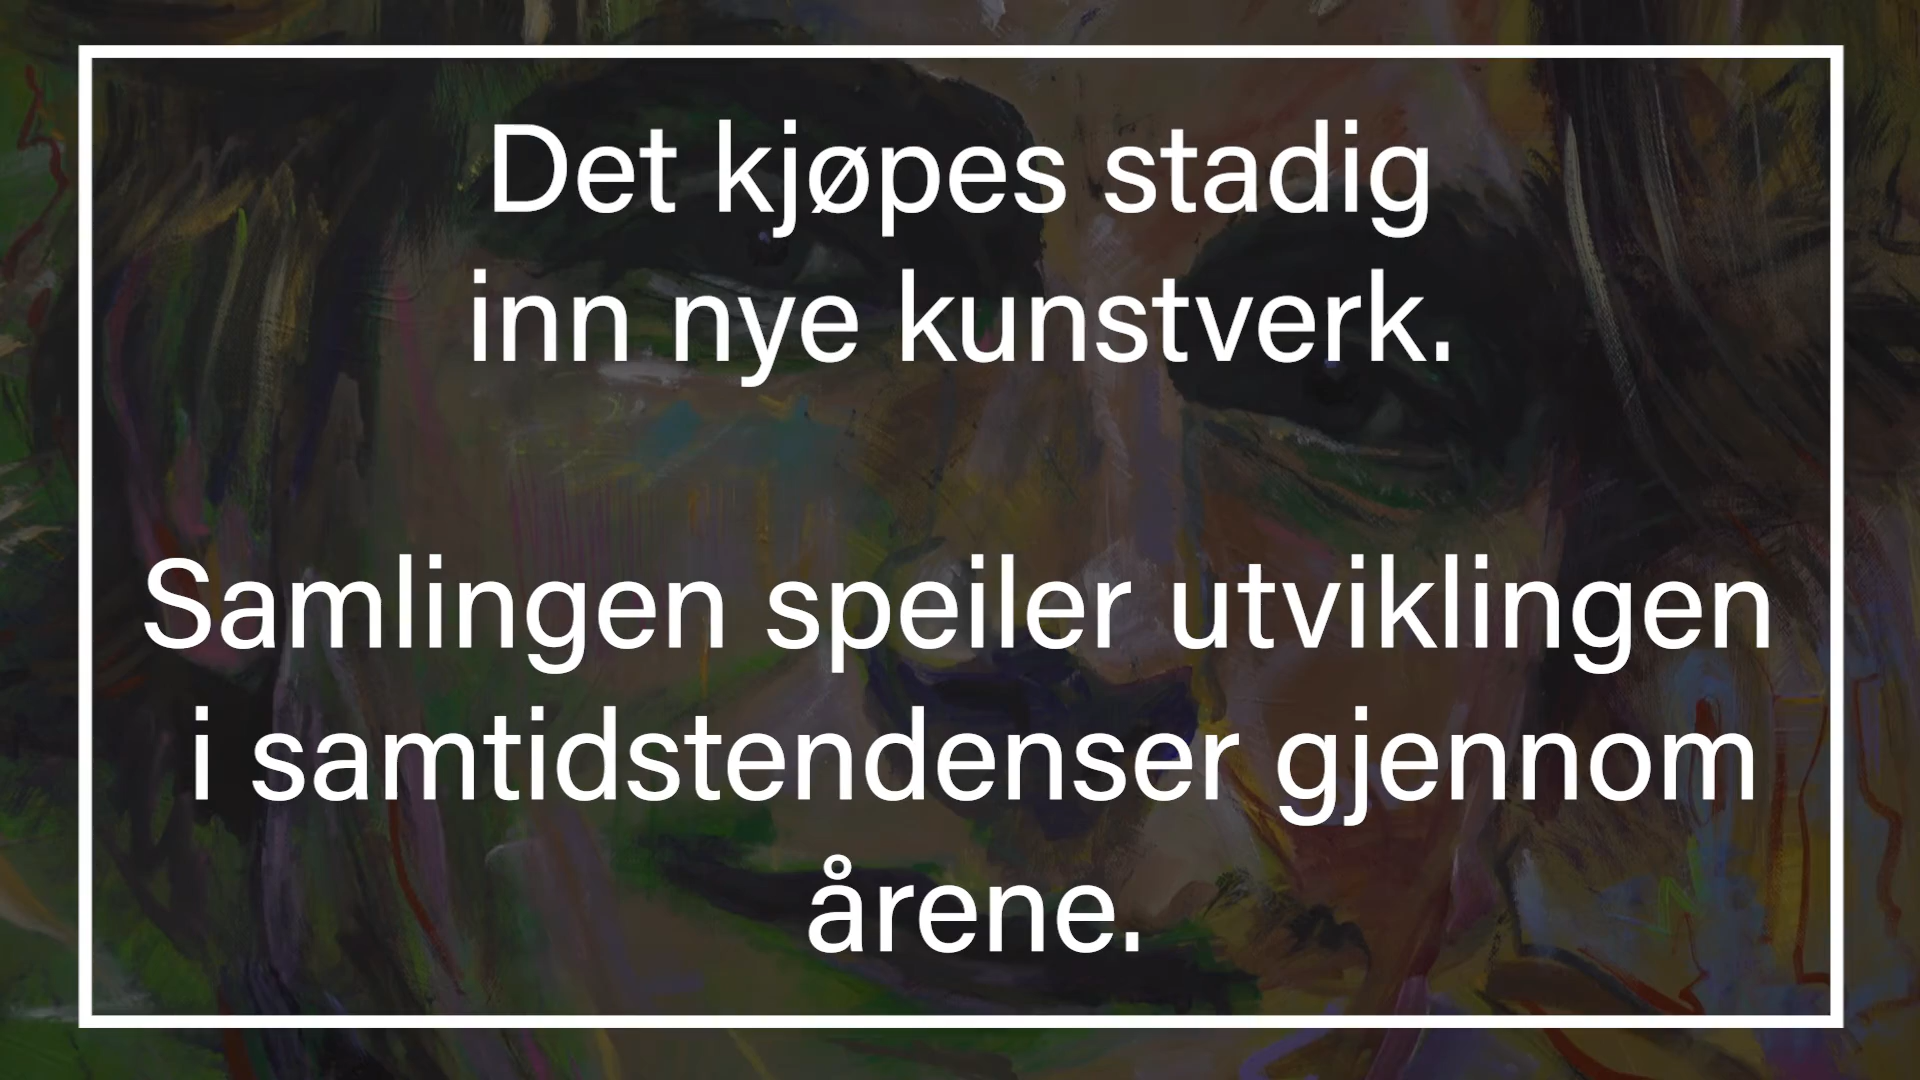 Det kjøpes stadig
inn nye kunstverk.
Samlingen speiler utviklingen
i samtidstendenser gjennom
årene.